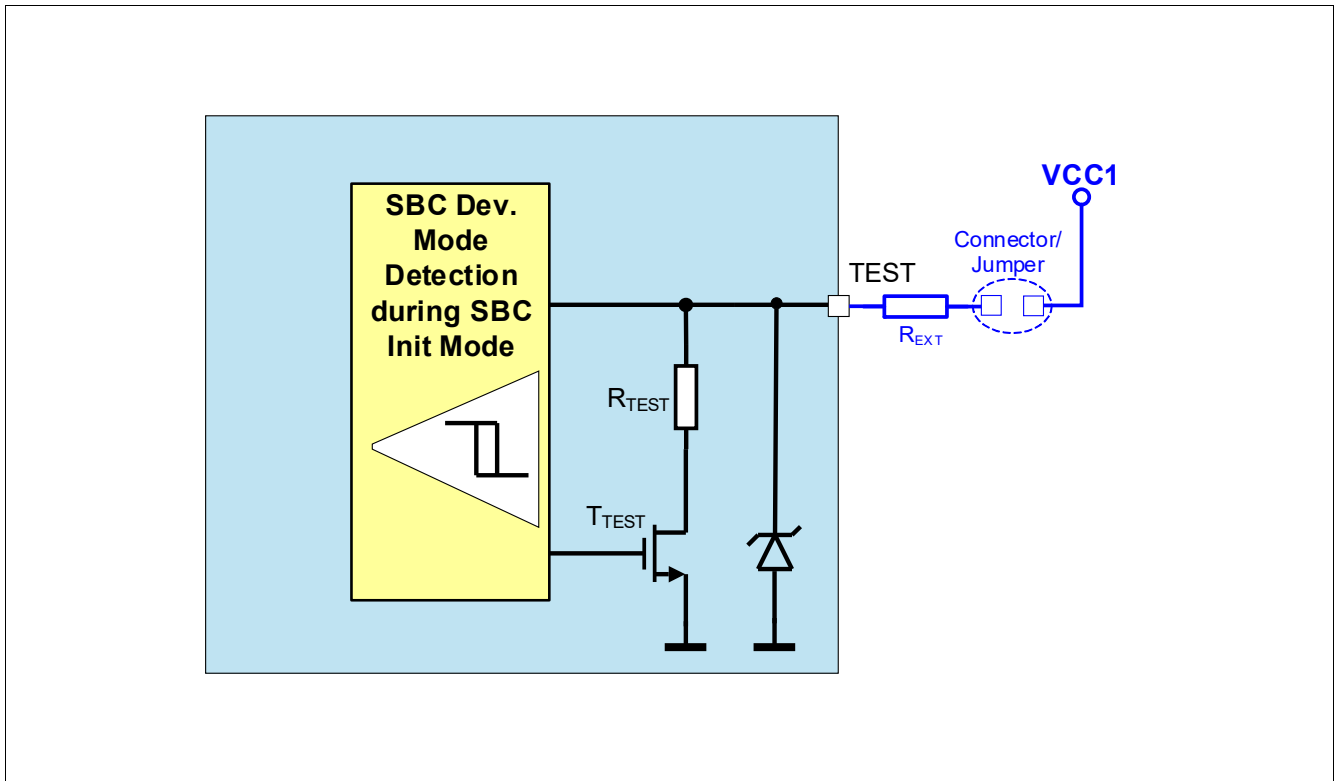 SBC Dev.
Mode
Detection
during SBC
Init Mode
VCC1
Connector/
Jumper
TEST
REXT
RTEST
TTEST